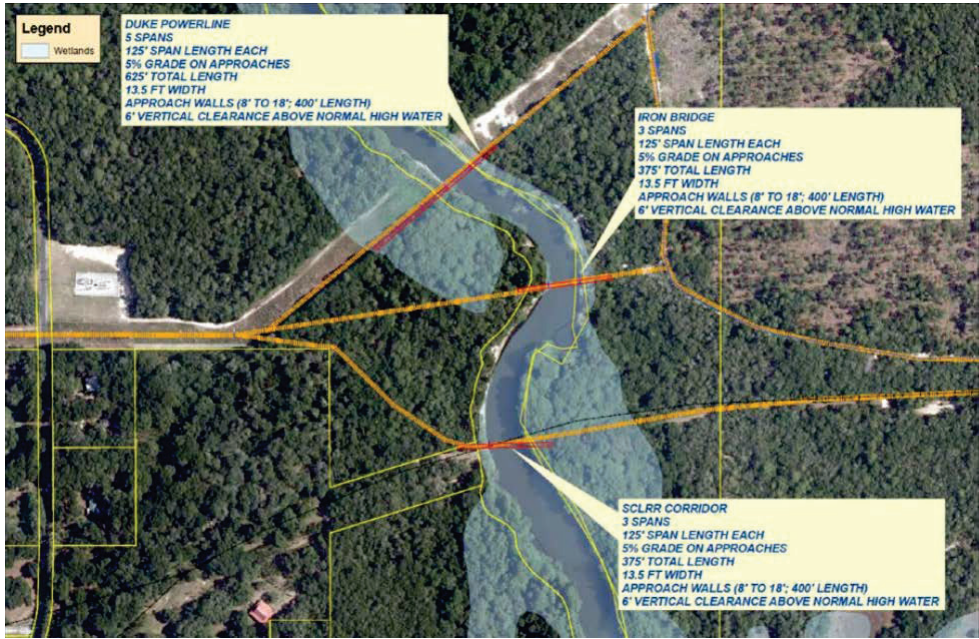 Legend
Wetlands
DUKE POWERLINE
5 SPANS
125' SPAN LENGTH EACH
5% GRADE ON APPROACHES
625' TOTAL LENGTH
13.5 FT WIDTH
APPROACH WALLS (8' TO 18'; 400' LENGTH)
6' VERTICAL CLEARANCE ABOVE NORMAL HIGH WATER
IRON BRIDGE
3 SPANS
125' SPAN LENGTH EACH
5% GRADE ON APPROACHES
375' TOTAL LENGTH
13.5 FT WIDTH
APPROACH WALLS (8' TO 18'; 400' LENGTH)
6' VERTICAL CLEARANCE ABOVE NORMAL HIGH WATER
SCLRR CORRIDOR
3 SPANS
125' SPAN LENGTH EACH
5% GRADE ON APPROACHES
375' TOTAL LENGTH
13.5 FT WIDTH
APPROACH WALLS (8' TO 18'; 400' LENGTH)
6' VERTICAL CLEARANCE ABOVE NORMAL HIGH WATER